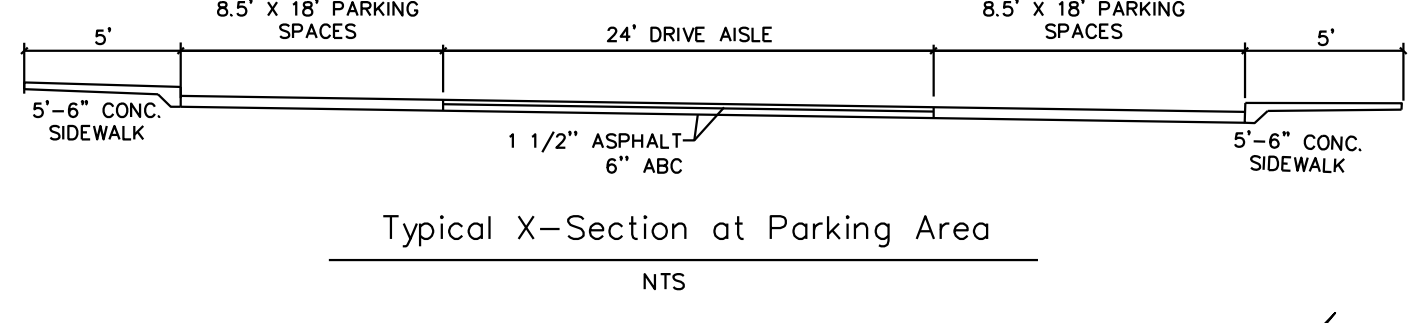 8.5' X 18' PARKING
SPACES
8.5' X 18' PARKING
SPACES
5'
24' DRIVE AISLE
5'
5'-6" CONC.
SIDEWALK
1 1/2" ASPHALT
6" ABC
5'-6" CONC.
SIDEWALK
Typical X-Section at Parking Area
NTS